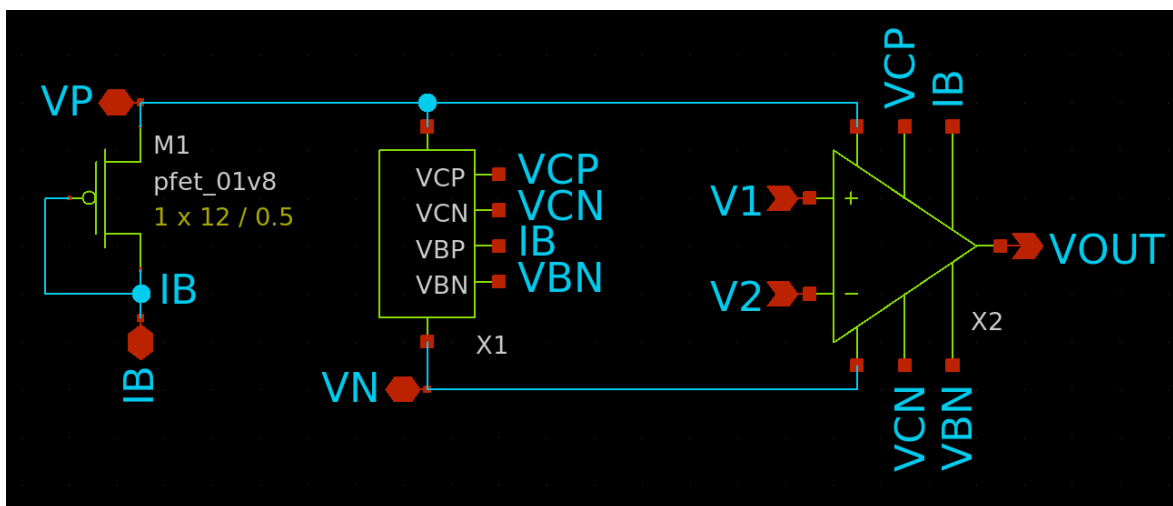 VP
M1
pfet_01v8
1 x 12 / 0.5
IB
IB
VCP
VCN
VBP
VBN
VCP
VCN
IB
VBN
X1
VN
VCP
IB
V1
+
V2
−
VOUT
X2
VCN
VBN